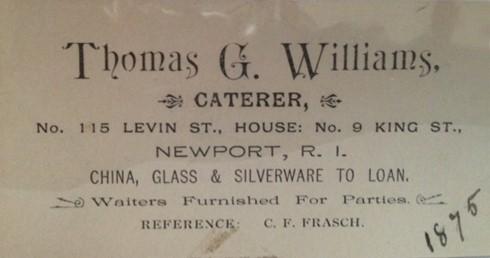 Thomas G. Williams,
CATERER,
No. 115 LEVIN ST., HOUSE: No. 9 KING ST.,
NEWPORT, R. I.
CHINA, GLASS & SILVERWARE TO LOAN.
Waiters Furnished For Parties.
REFERENCE: C. F. FRASCH.
1875